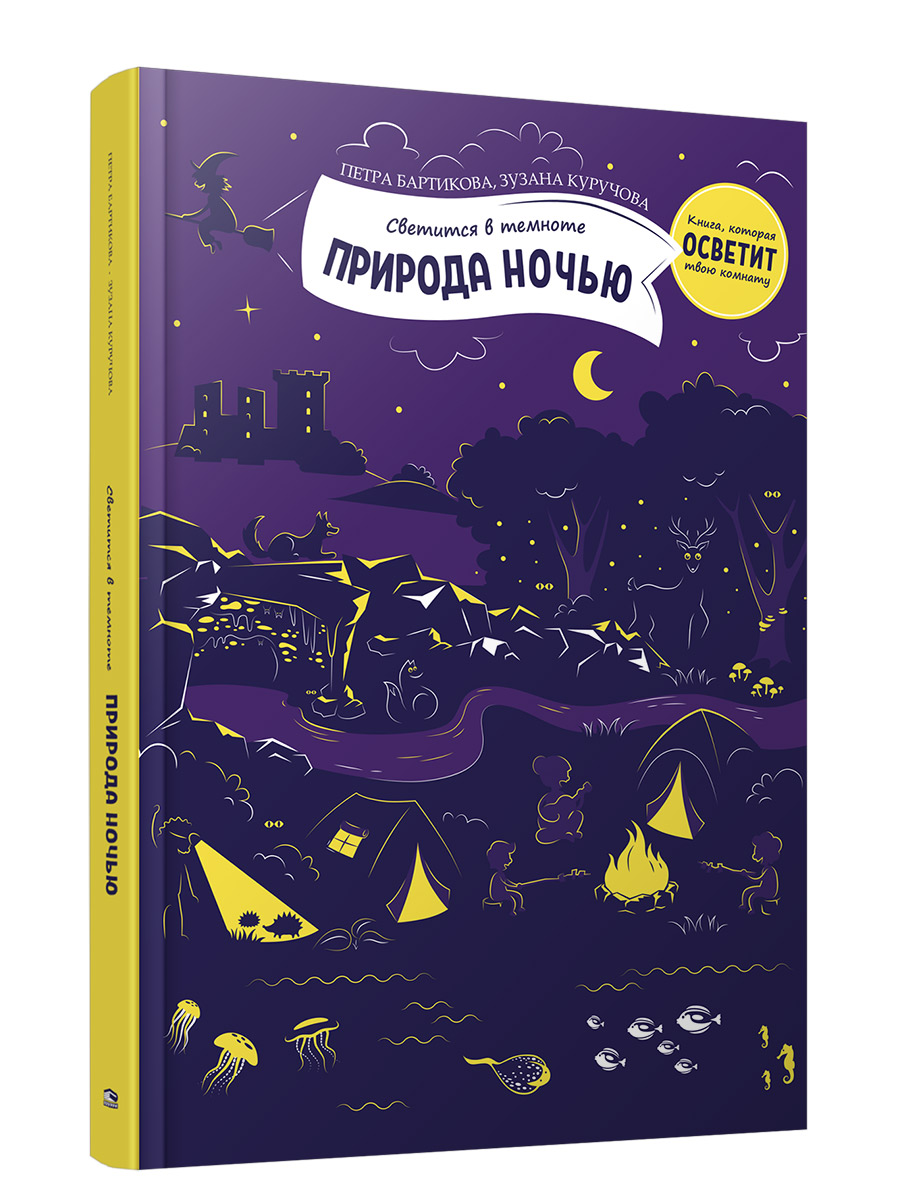 ПЕТРА БАРТИКОВА, ЗУЗАНА КУРУЧОВА
Светится в темноте
ПРИРОДА НОЧЬЮ
Книга, которая
ОСВЕТИТ
твою комнату
ПЕТРА БАРТИКОВА · ЗУЗАНА КУРУЧОВА
Светится в темноте
ПРИРОДА НОЧЬЮ